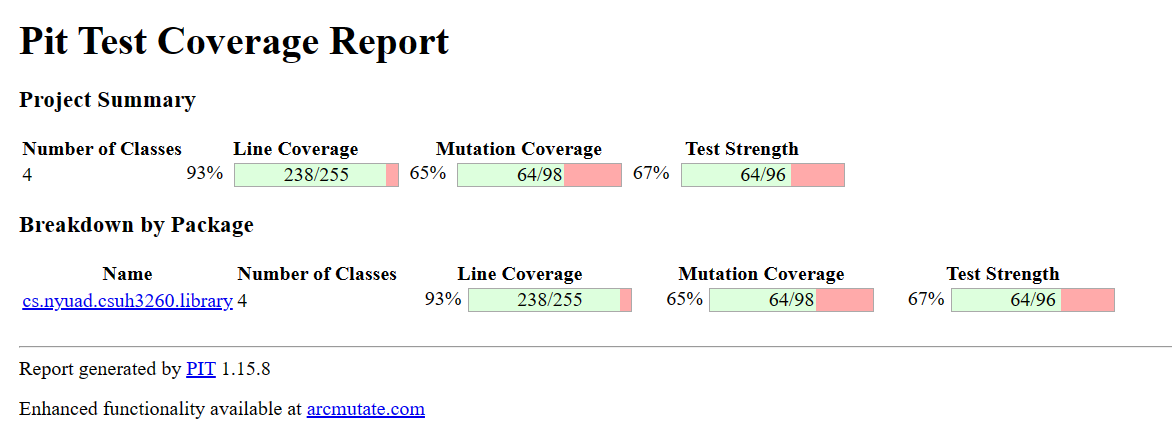 Pit Test Coverage Report
Project Summary
Number of Classes Line Coverage Mutation Coverage Test Strength
4 93% 238/255 65% 64/98 67% 64/96
Breakdown by Package
Name Number of Classes Line Coverage Mutation Coverage Test Strength
cs.nyuad.csuh3260.library 4 93% 238/255 65% 64/98 67% 64/96
Report generated by PIT 1.15.8
Enhanced functionality available at arcmutate.com